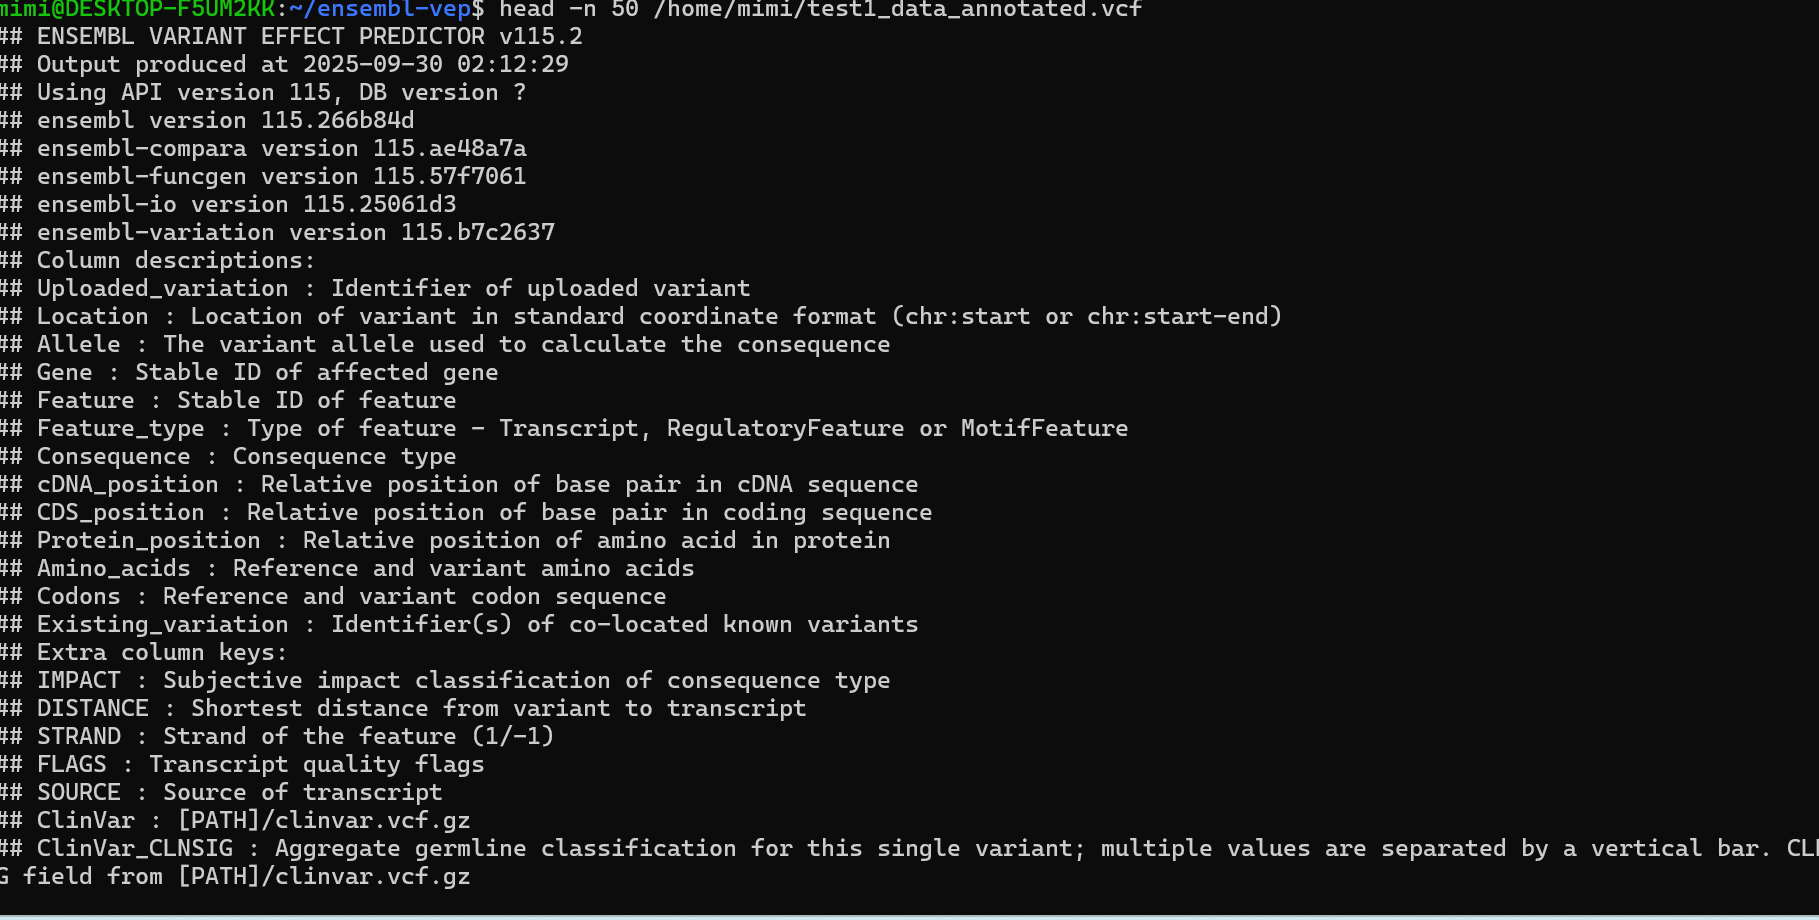 mimi@DESKTOP-F5UM2KK:~/ensembl-vep$ head -n 50 /home/mimi/test1_data_annotated.vcf
## ENSEMBL VARIANT EFFECT PREDICTOR v115.2
## Output produced at 2025-09-30 02:12:29
## Using API version 115, DB version ?
## ensembl version 115.266b84d
## ensembl-compara version 115.ae48a7a
## ensembl-funcgen version 115.57f7061
## ensembl-io version 115.25061d3
## ensembl-variation version 115.b7c2637
## Column descriptions:
## Uploaded_variation : Identifier of uploaded variant
## Location : Location of variant in standard coordinate format (chr:start or chr:start-end)
## Allele : The variant allele used to calculate the consequence
## Gene : Stable ID of affected gene
## Feature : Stable ID of feature
## Feature_type : Type of feature - Transcript, RegulatoryFeature or MotifFeature
## Consequence : Consequence type
## cDNA_position : Relative position of base pair in cDNA sequence
## CDS_position : Relative position of base pair in coding sequence
## Protein_position : Relative position of amino acid in protein
## Amino_acids : Reference and variant amino acids
## Codons : Reference and variant codon sequence
## Existing_variation : Identifier(s) of co-located known variants
## Extra column keys:
## IMPACT : Subjective impact classification of consequence type
## DISTANCE : Shortest distance from variant to transcript
## STRAND : Strand of the feature (1/-1)
## FLAGS : Transcript quality flags
## SOURCE : Source of transcript
## ClinVar : [PATH]/clinvar.vcf.gz
## ClinVar_CLNSIG : Aggregate germline classification for this single variant; multiple values are separated by a vertical bar. CL
G field from [PATH]/clinvar.vcf.gz